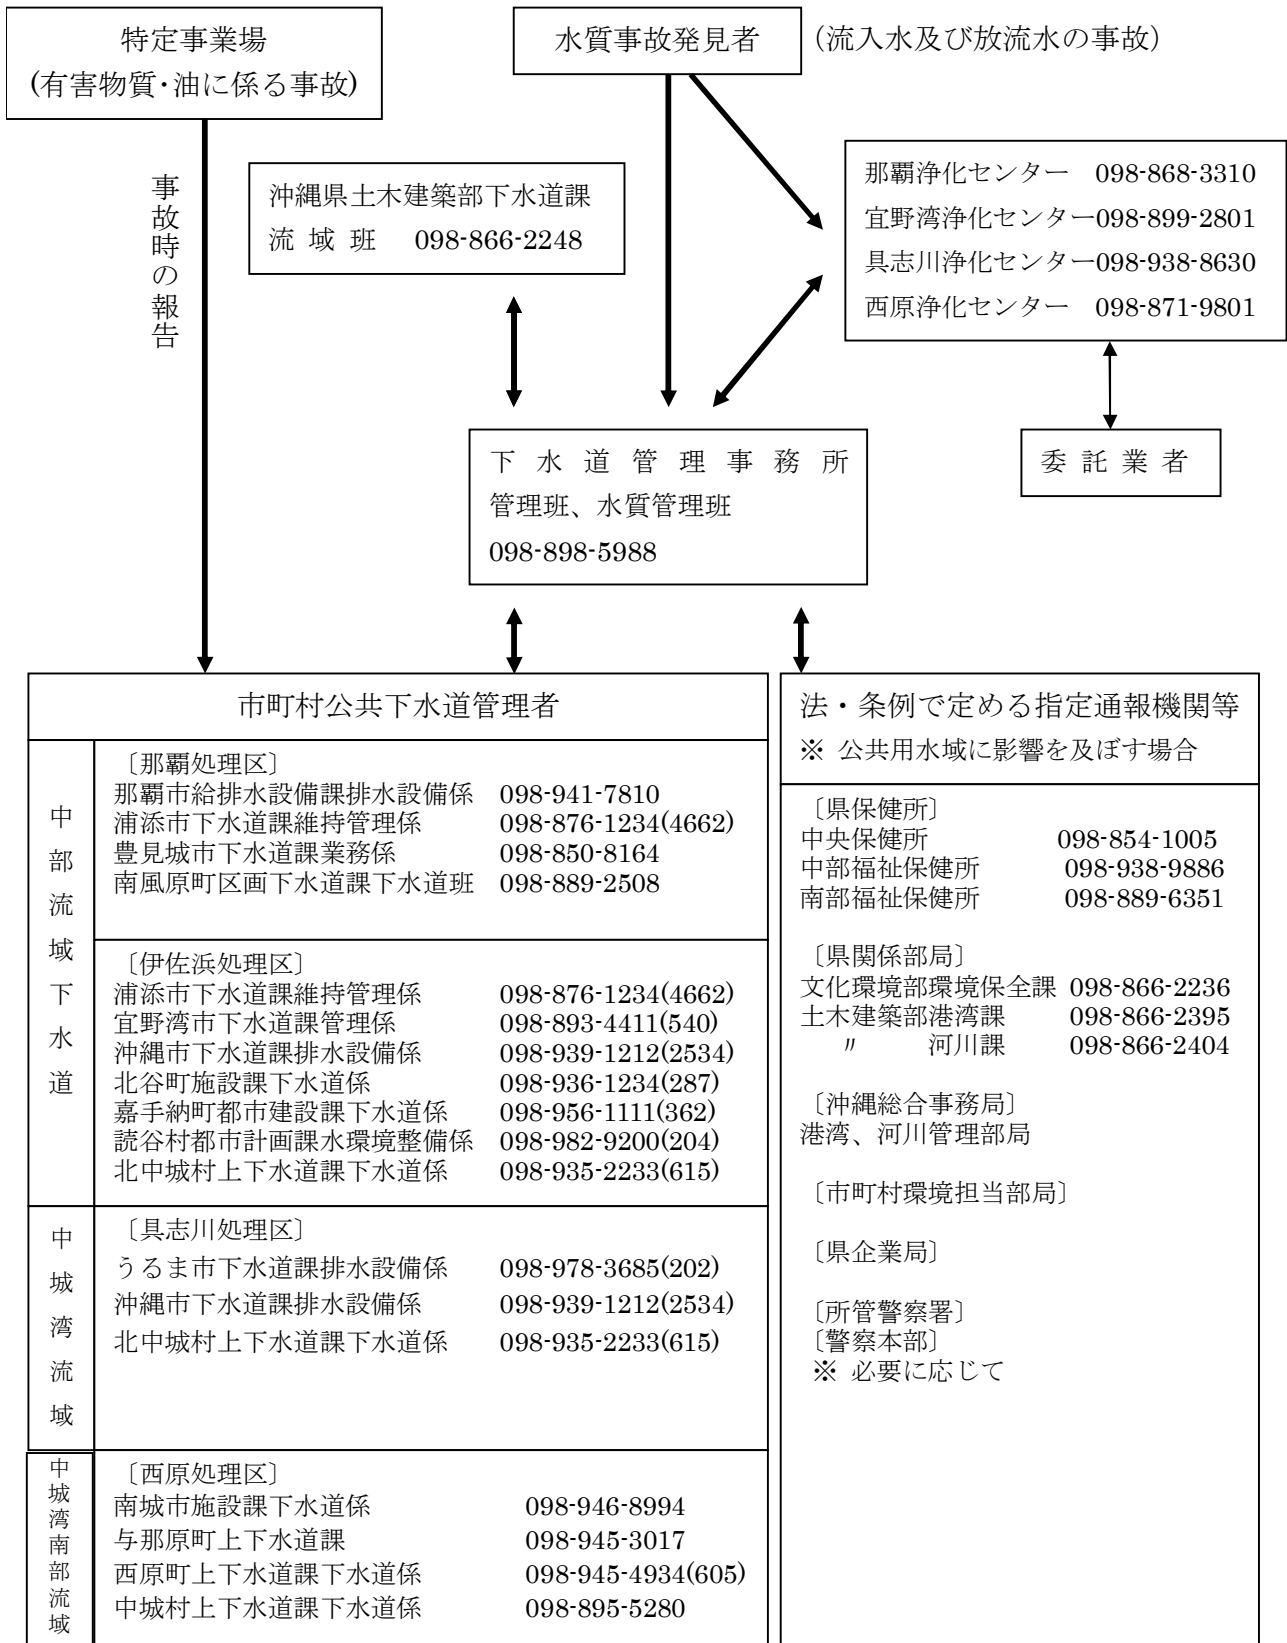 特定事業場
(有害物質・油に係る事故)
水質事故発見者
(流入水及び放流水の事故)
事故時の報告
沖縄県土木建築部下水道課
流 域 班 098-866-2248
那覇浄化センター 098-868-3310
宜野湾浄化センター098-899-2801
具志川浄化センター098-938-8630
西原浄化センター 098-871-9801
下 水 道 管 理 事 務 所
管理班、水質管理班
098-898-5988
委 託 業 者
市町村公共下水道管理者
中部流域下水道
〔那覇処理区〕
那覇市給排水設備課排水設備係 098-941-7810
浦添市下水道課維持管理係 098-876-1234(4662)
豊見城市下水道課業務係 098-850-8164
南風原町区画下水道課下水道班 098-889-2508
〔伊佐浜処理区〕
浦添市下水道課維持管理係 098-876-1234(4662)
宜野湾市下水道課管理係 098-893-4411(540)
沖縄市下水道課排水設備係 098-939-1212(2534)
北谷町施設課下水道係 098-936-1234(287)
嘉手納町都市建設課下水道係 098-956-1111(362)
読谷村都市計画課水環境整備係 098-982-9200(204)
北中城村上下水道課下水道係 098-935-2233(615)
中城湾流域
〔具志川処理区〕
うるま市下水道課排水設備係 098-978-3685(202)
沖縄市下水道課排水設備係 098-939-1212(2534)
北中城村上下水道課下水道係 098-935-2233(615)
中城湾南部流域
〔西原処理区〕
南城市施設課下水道係 098-946-8994
与那原町上下水道課 098-945-3017
西原町上下水道課下水道係 098-945-4934(605)
中城村上下水道課下水道係 098-895-5280
法・条例で定める指定通報機関等
※ 公共用水域に影響を及ぼす場合
〔県保健所〕
中央保健所 098-854-1005
中部福祉保健所 098-938-9886
南部福祉保健所 098-889-6351
〔県関係部局〕
文化環境部環境保全課 098-866-2236
土木建築部港湾課 098-866-2395
〃 河川課 098-866-2404
〔沖縄総合事務局〕
港湾、河川管理部局
〔市町村環境担当部局〕
〔県企業局〕
〔所管警察署〕
〔警察本部〕
※ 必要に応じて